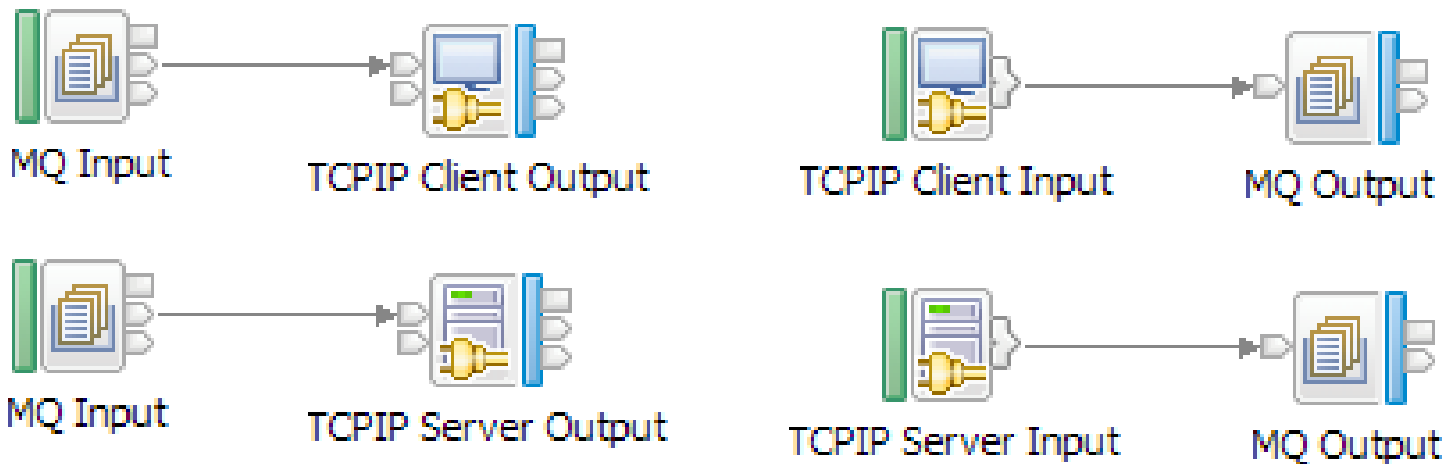 MQ Input
TCPIP Client Output
TCPIP Client Input
MQ Output
MQ Input
TCPIP Server Output
TCPIP Server Input
MQ Output